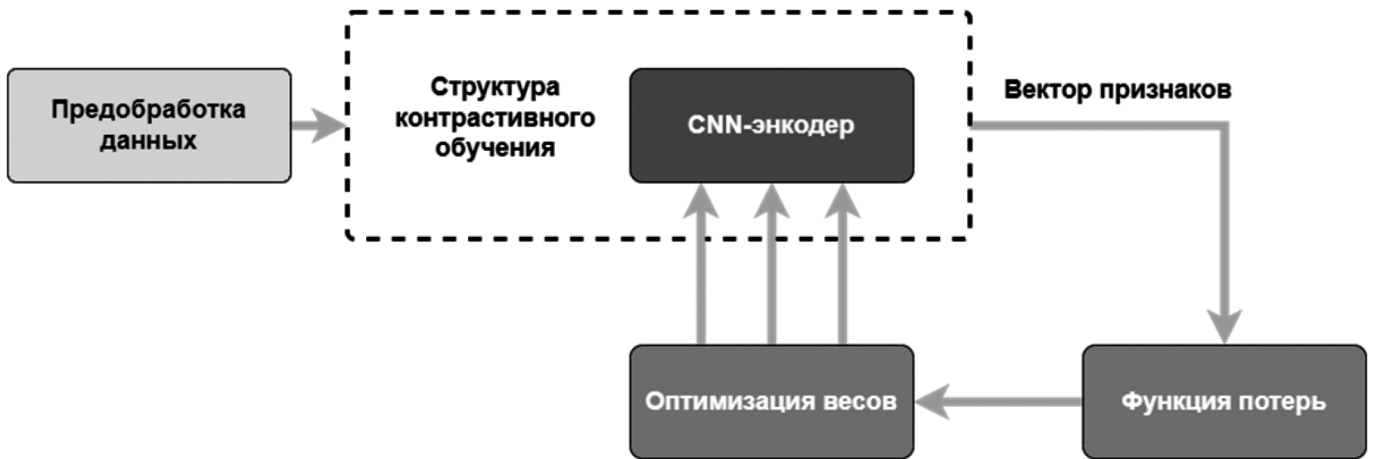 Предобработка
данных
Структура
контрастивного
обучения
CNN-энкодер
Вектор признаков
Оптимизация весов
Функция потерь